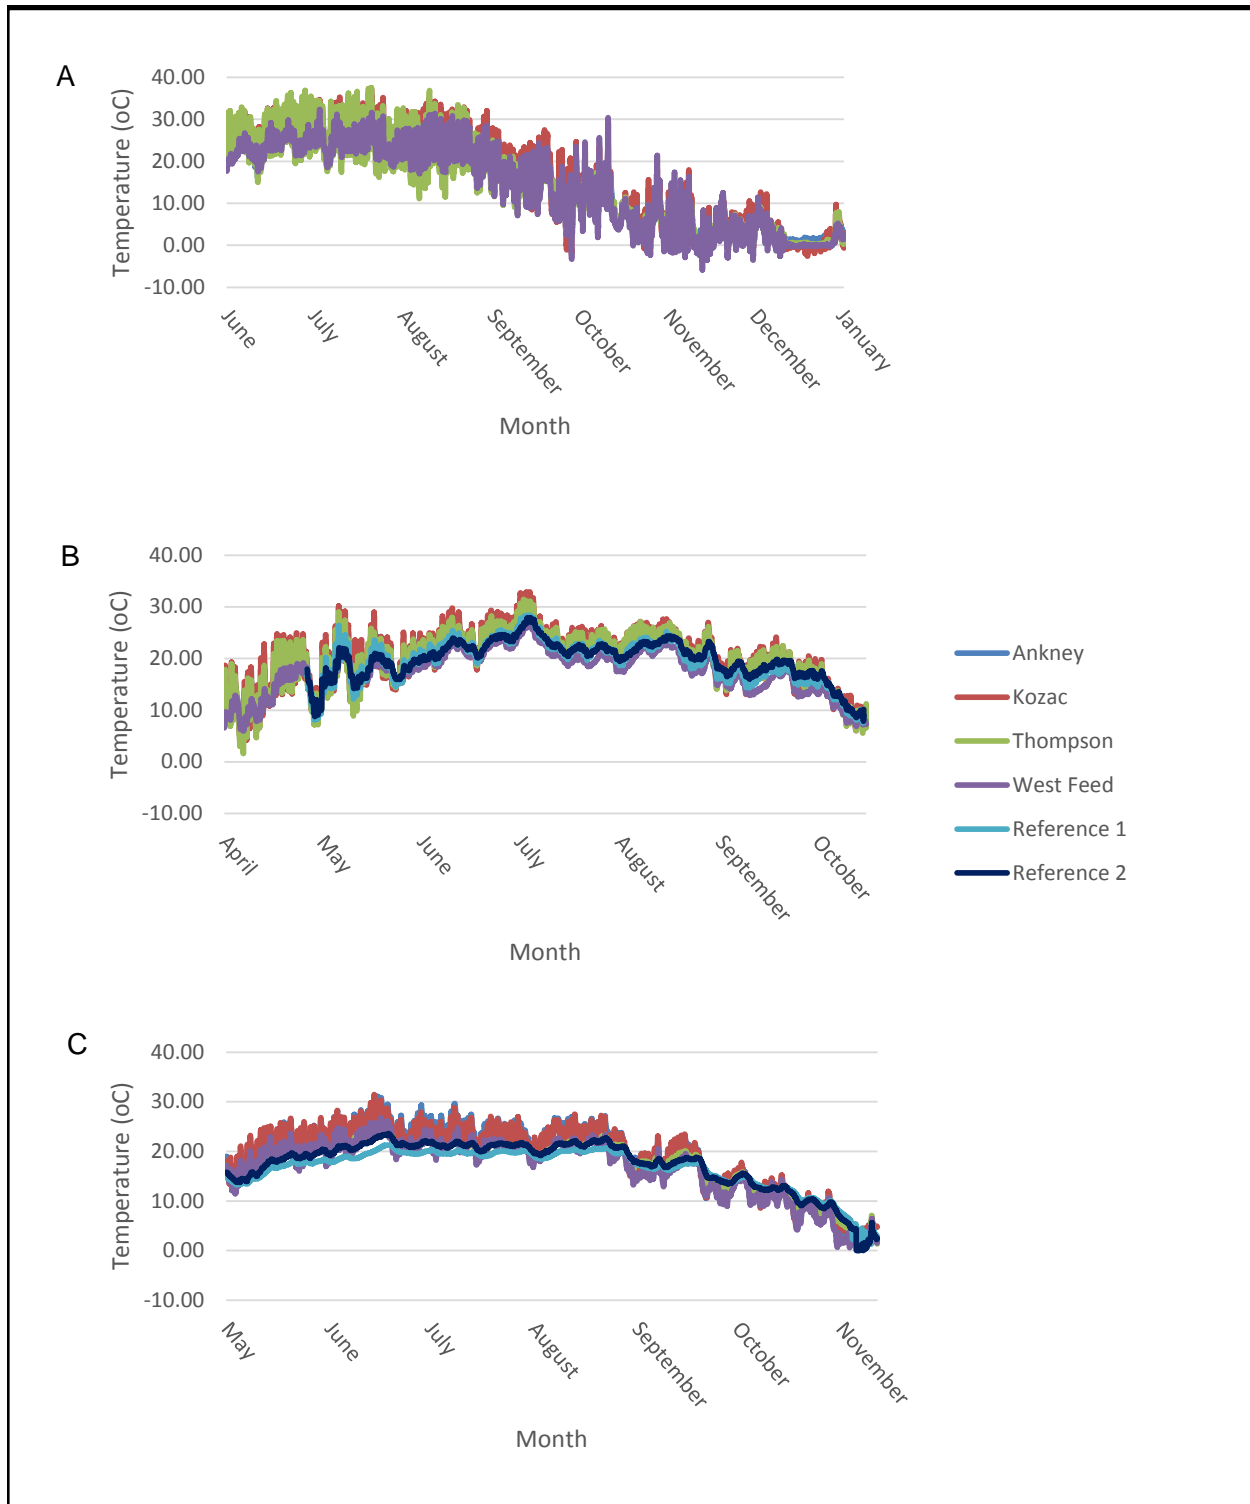 A
40.00
30.00
20.00
10.00
0.00
-10.00
Temperature (oC)
June
July
August
September
October
November
December
January
Month
B
40.00
30.00
20.00
10.00
0.00
-10.00
Temperature (oC)
April
May
June
July
August
September
October
Month
Ankney
Kozac
Thompson
West Feed
Reference 1
Reference 2
C
40.00
30.00
20.00
10.00
0.00
-10.00
Temperature (oC)
May
June
July
August
September
October
November
Month